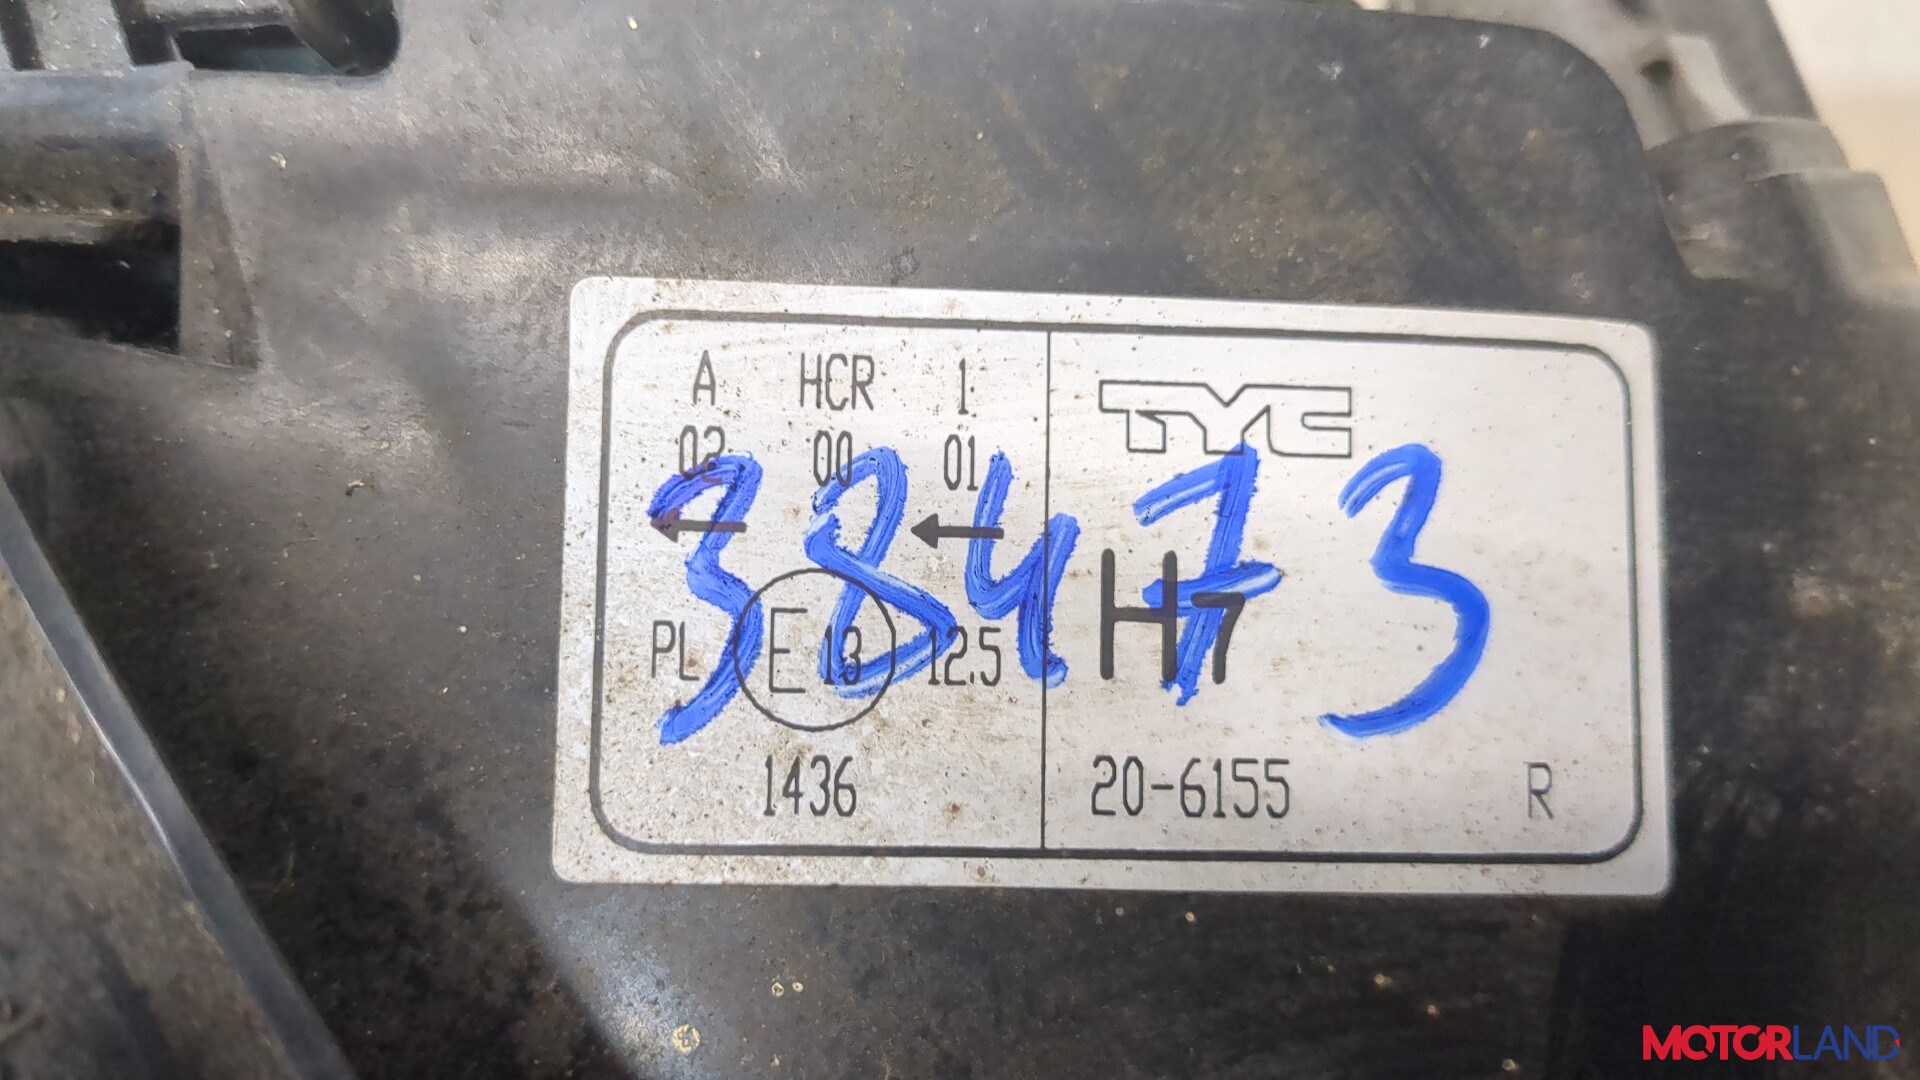 A HCR 1
02 00 01
← ←
PL E13 12.5
1436
TYC
38473
H7
20-6155 R
MOTORLAND